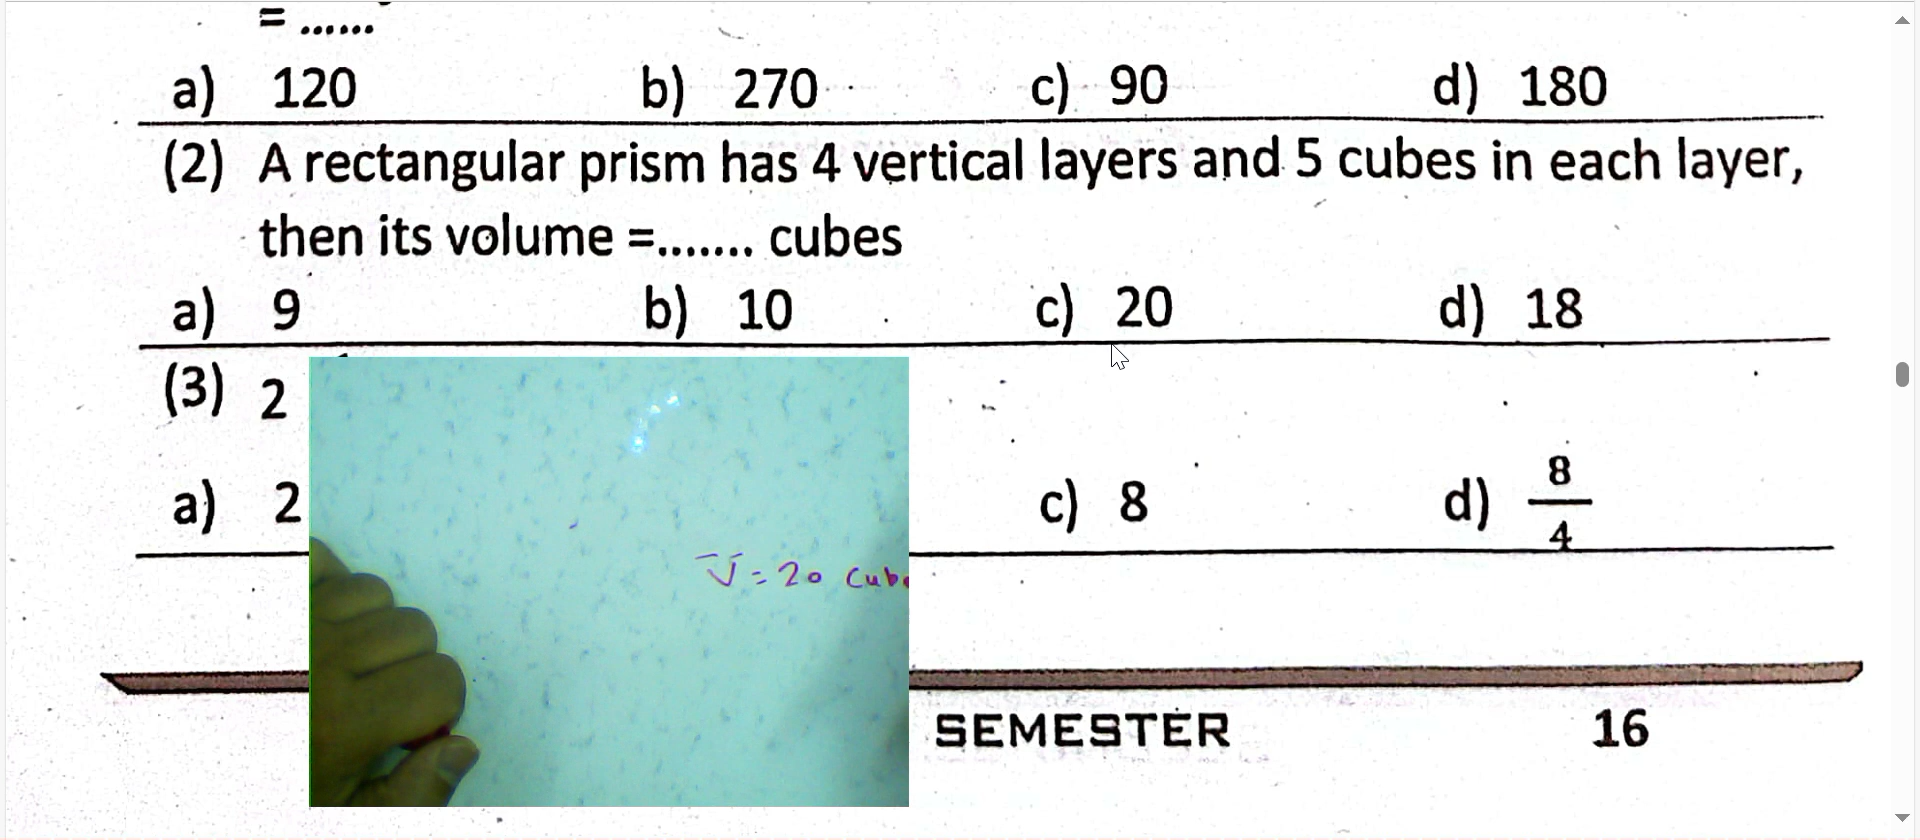 = ......
a) 120 b) 270 c) 90 d) 180
(2) A rectangular prism has 4 vertical layers and 5 cubes in each layer,
then its volume =....... cubes
a) 9 b) 10 c) 20 d) 18
(3) 2
a) 2 c) 8 d) 8/4
V = 20 Cube
SEMESTER 16